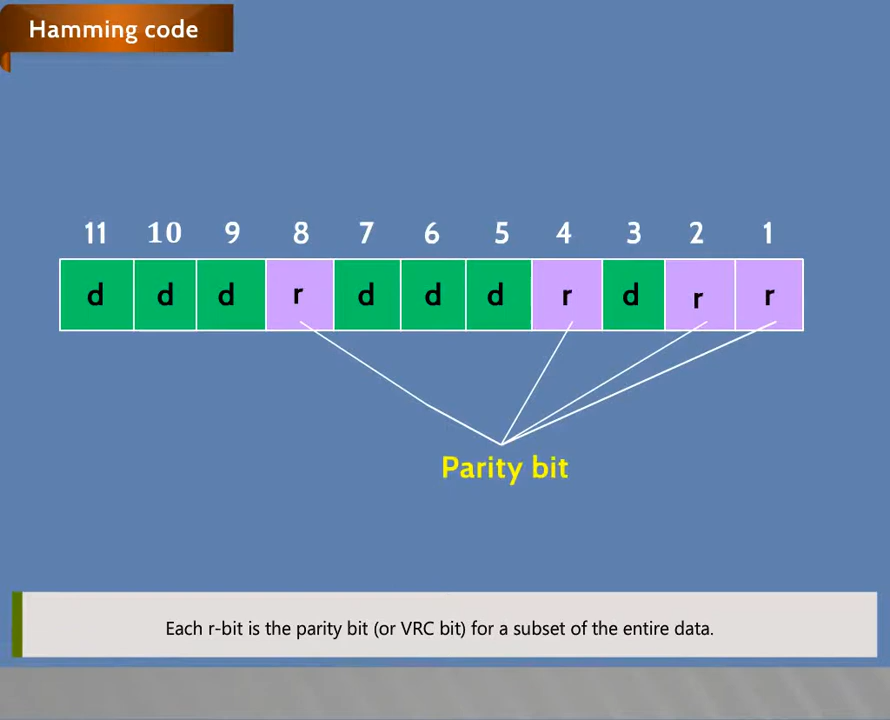 Hamming code
11 10 9 8 7 6 5 4 3 2 1
d d d r d d d r d r r
Parity bit
Each r-bit is the parity bit (or VRC bit) for a subset of the entire data.